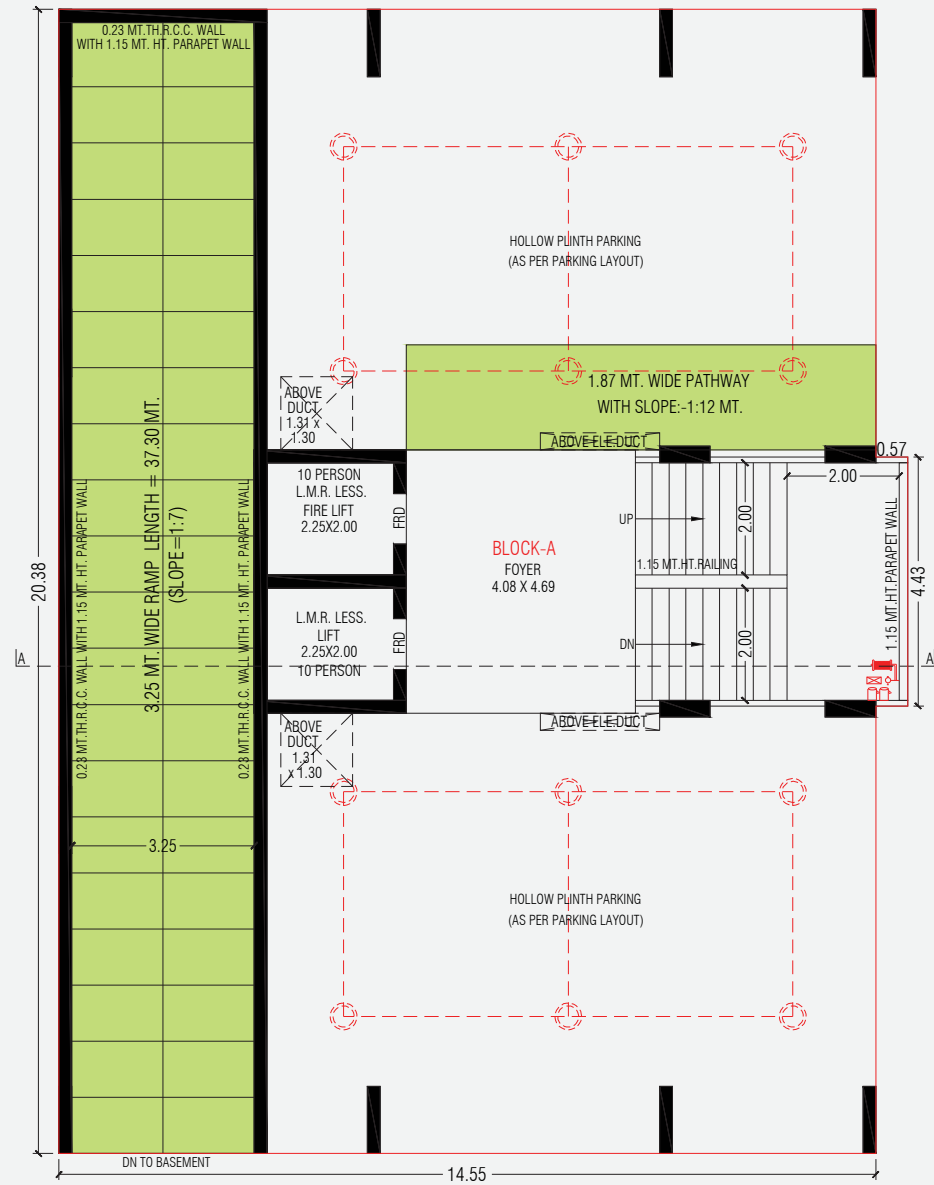 0.23 MT.TH.R.C.C. WALL
WITH 1.15 MT. HT. PARAPET WALL
HOLLOW PLINTH PARKING
(AS PER PARKING LAYOUT)
1.87 MT. WIDE PATHWAY
WITH SLOPE:-1:12 MT.
ABOVE
DUCT
1.31 x
1.30
ABOVE ELE.DUCT
0.57
2.00
10 PERSON
L.M.R. LESS.
FIRE LIFT
2.25X2.00
FRD
BLOCK-A
FOYER
4.08 X 4.69
UP
2.00
1.15 MT.HT.RAILING
1.15 MT.HT.PARAPET WALL
4.43
20.38
0.23 MT.TH.R.C.C. WALL WITH 1.15 MT. HT. PARAPET WALL
3.25 MT. WIDE RAMP LENGTH = 37.30 MT.
(SLOPE=1:7)
0.23 MT.TH.R.C.C. WALL WITH 1.15 MT. HT. PARAPET WALL
L.M.R. LESS.
LIFT
2.25X2.00
10 PERSON
FRD
DN
2.00
A
A
ABOVE
DUCT
1.31
x 1.30
ABOVE ELE.DUCT
3.25
HOLLOW PLINTH PARKING
(AS PER PARKING LAYOUT)
DN TO BASEMENT
14.55